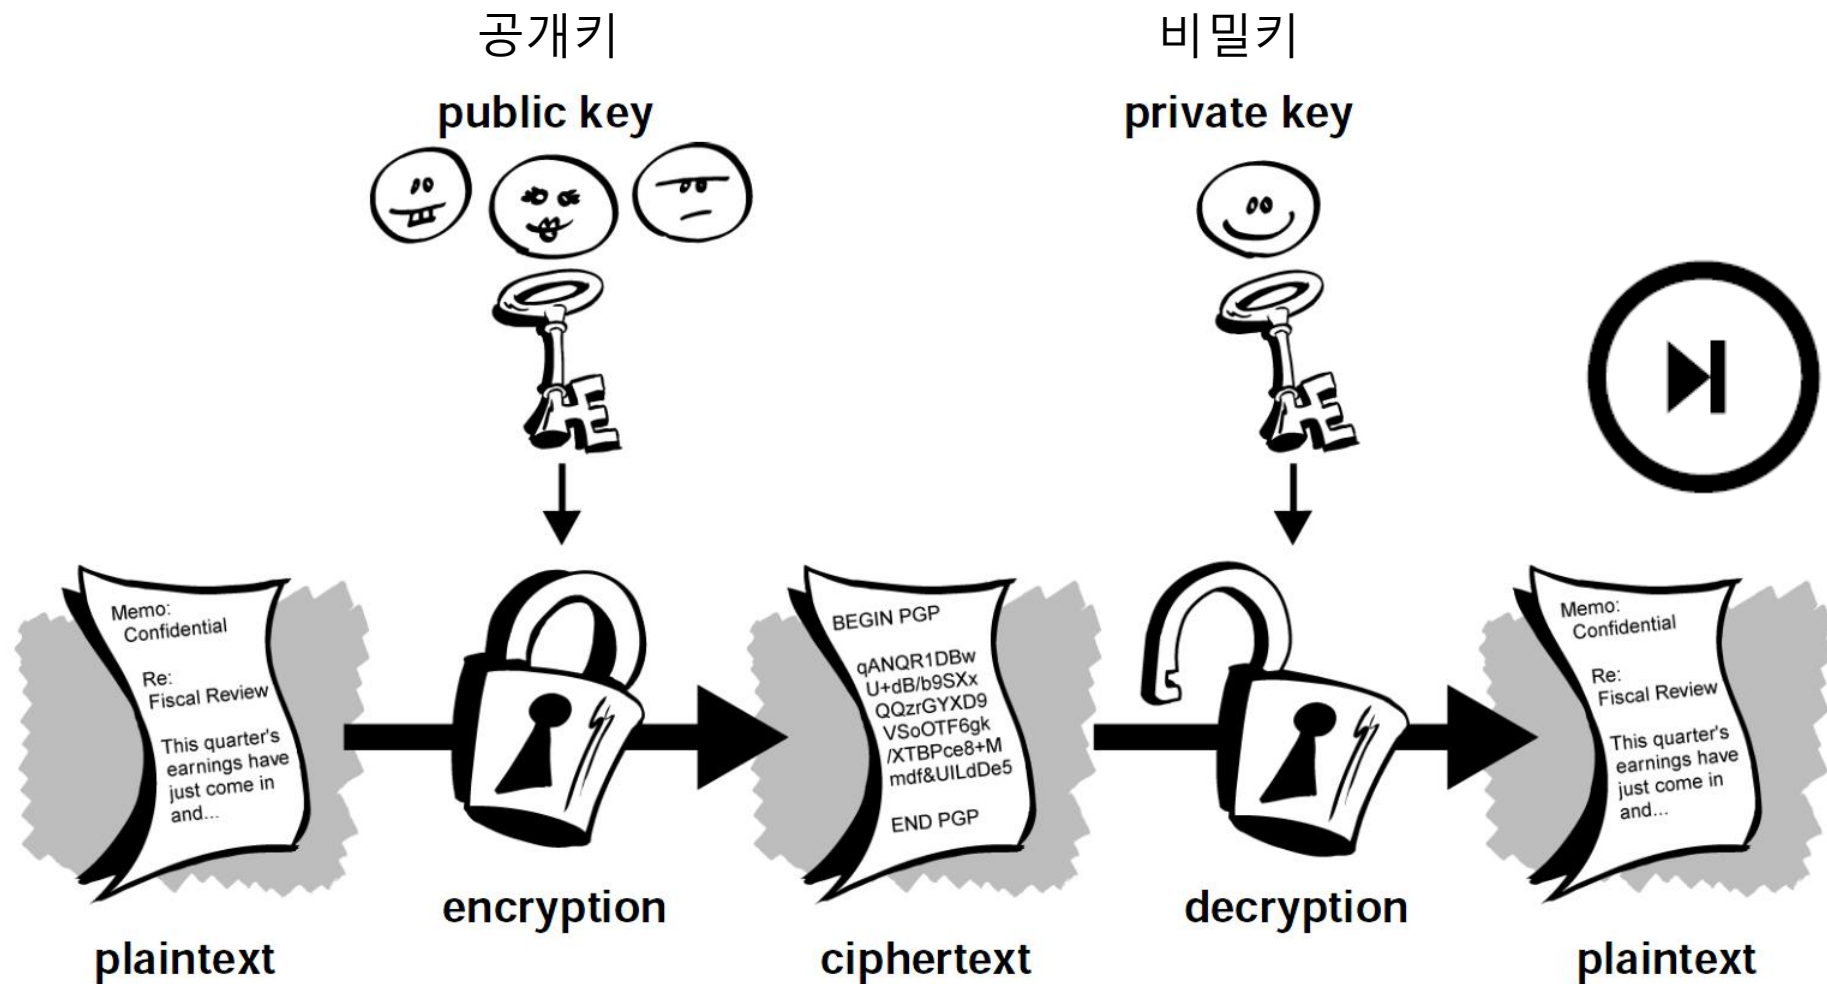 공개키
비밀키
public key
private key
Memo:
Confidential
Re:
Fiscal Review
This quarter's
earnings have
just come in
and...
BEGIN PGP
qANQR1DBw
U+dB/b9SXx
QQzrGYXD9
VSoOTF6gk
/XTBPce8+M
mdf&UILdDe5
END PGP
Memo:
Confidential
Re:
Fiscal Review
This quarter's
earnings have
just come in
and...
encryption
decryption
plaintext
ciphertext
plaintext